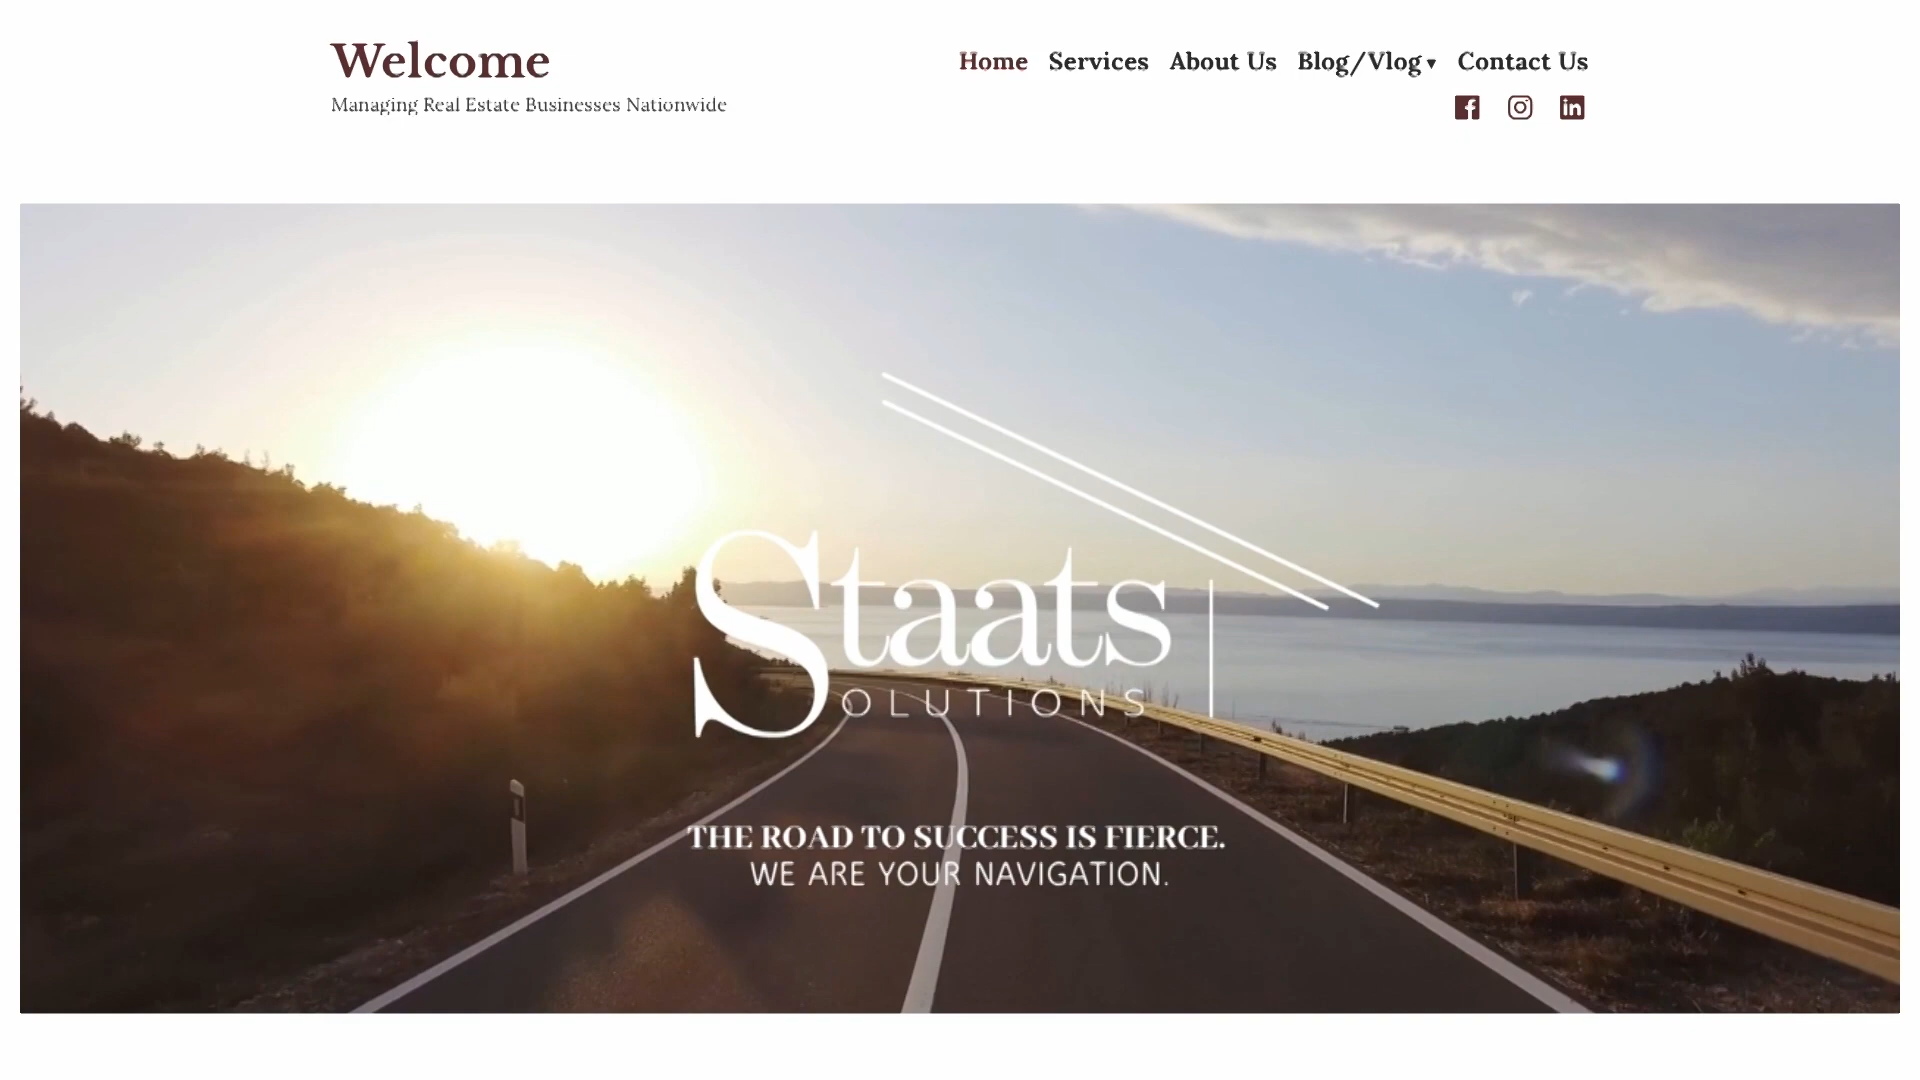 Welcome
Managing Real Estate Businesses Nationwide
Home Services About Us Blog/Vlog ▾ Contact Us
Staats
SOLUTIONS
THE ROAD TO SUCCESS IS FIERCE.
WE ARE YOUR NAVIGATION.